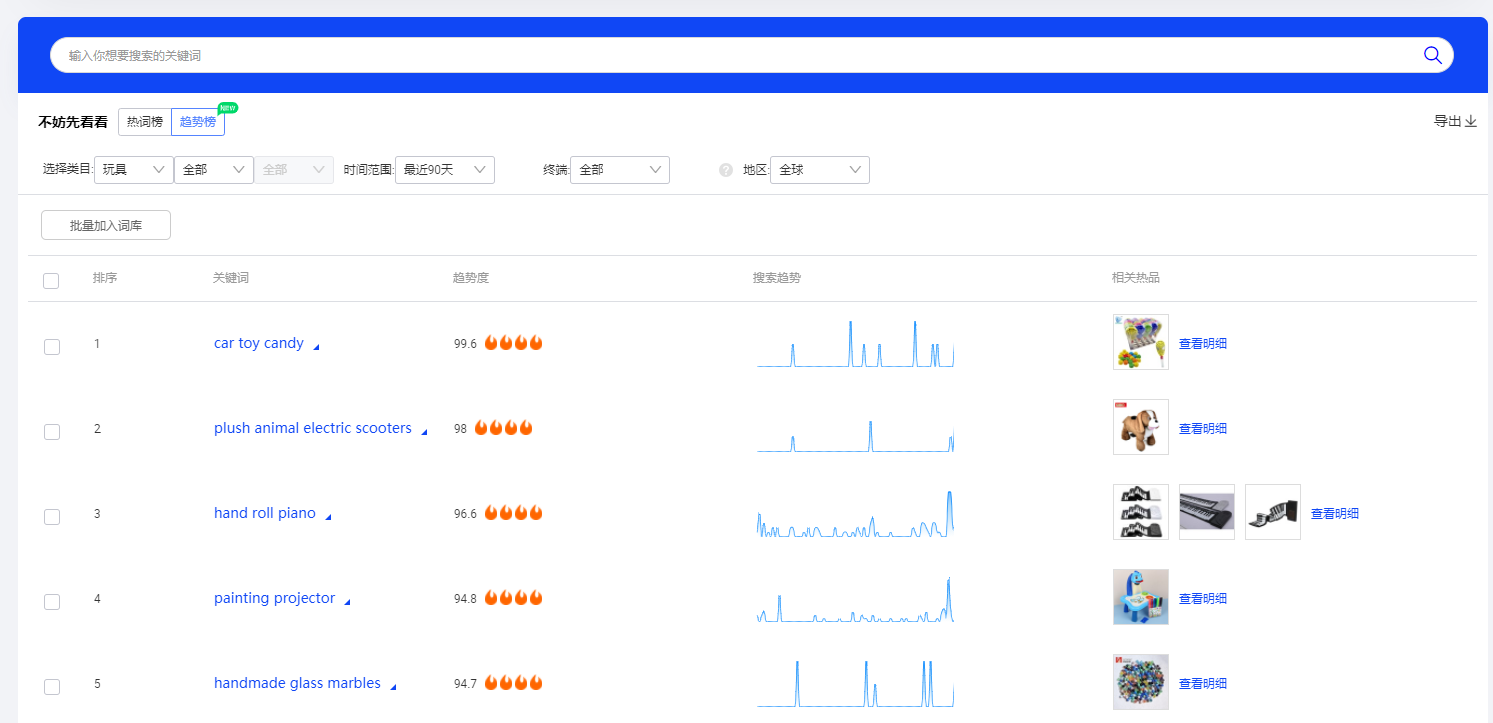 输入你想要搜索的关键词
不妨先看看 热词榜 趋势榜 NEW 导出
选择类目: 玩具 全部 全部 时间范围: 最近90天 终端: 全部 ? 地区: 全球
批量加入词库
排序 关键词 趋势度 搜索趋势 相关热品
1 car toy candy 99.6 查看明细
2 plush animal electric scooters 98 查看明细
3 hand roll piano 96.6 查看明细
4 painting projector 94.8 查看明细
5 handmade glass marbles 94.7 查看明细